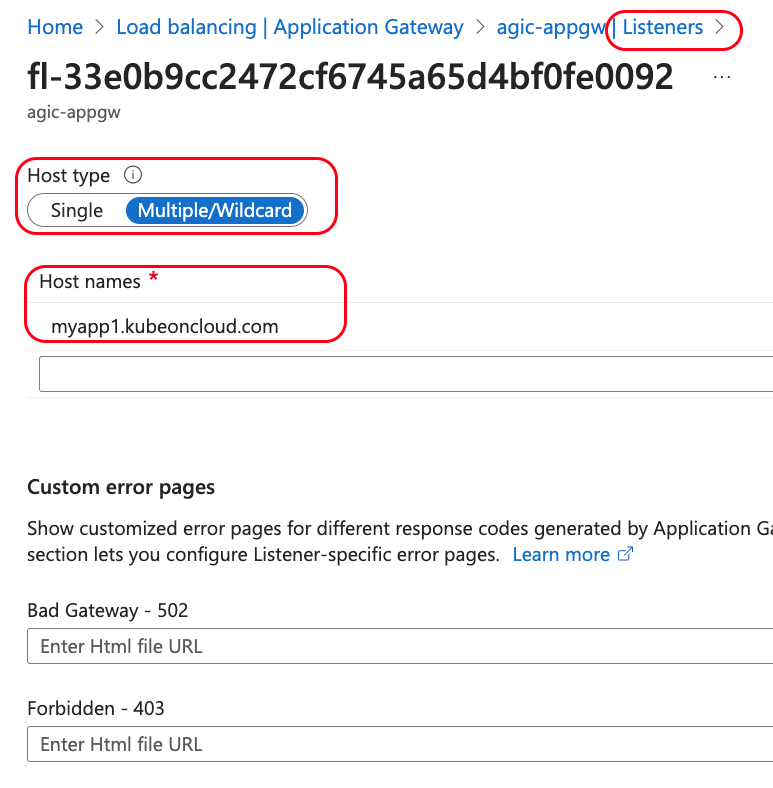 Home > Load balancing | Application Gateway > agic-appgw | Listeners >
fl-33e0b9cc2472cf6745a65d4bf0fe0092 ...
agic-appgw
Host type
Single Multiple/Wildcard
Host names *
myapp1.kubeoncloud.com
Custom error pages
Show customized error pages for different response codes generated by Application Ga
section lets you configure Listener-specific error pages. Learn more
Bad Gateway - 502
Enter Html file URL
Forbidden - 403
Enter Html file URL